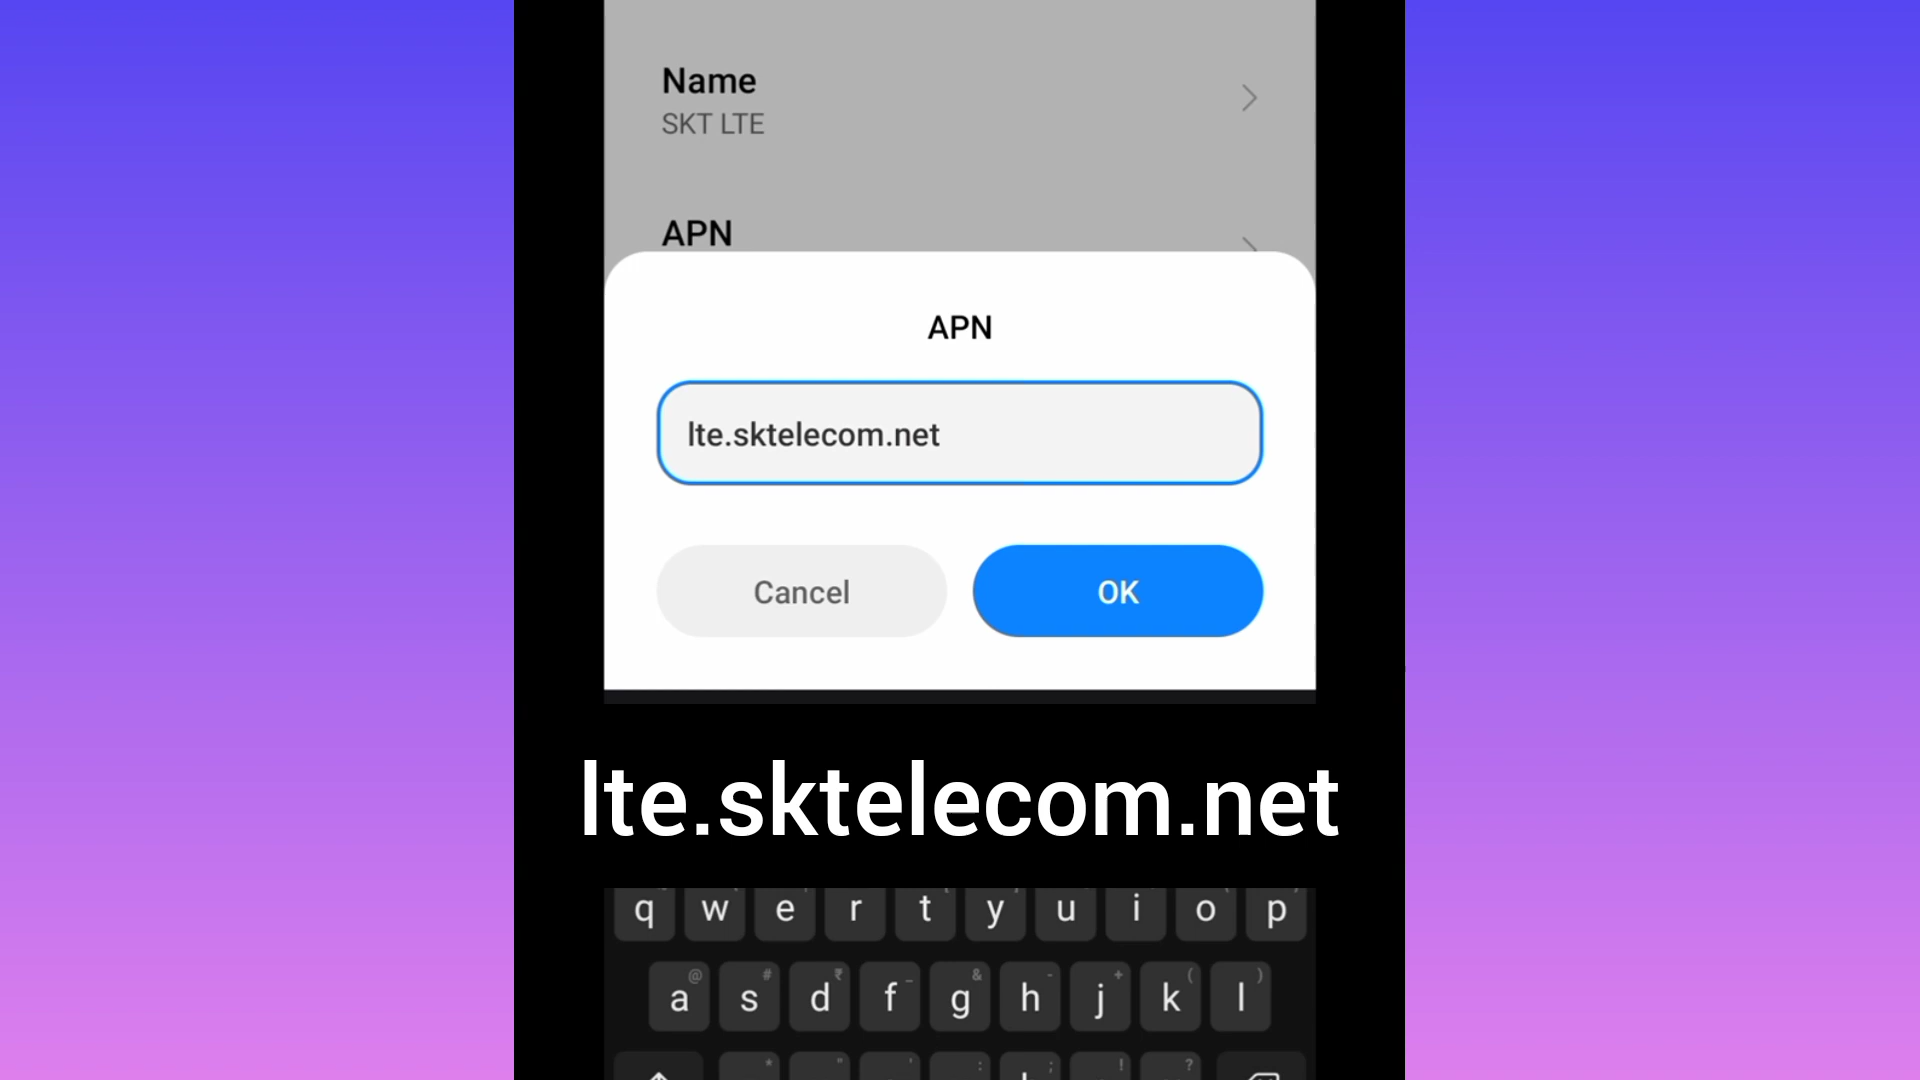 Name
SKT LTE
APN
APN
lte.sktelecom.net
Cancel OK
lte.sktelecom.net
q w e r t y u i o p
@ # ₹ _ & - + ( )
a s d f g h j k l
* " ' : ; ! ?